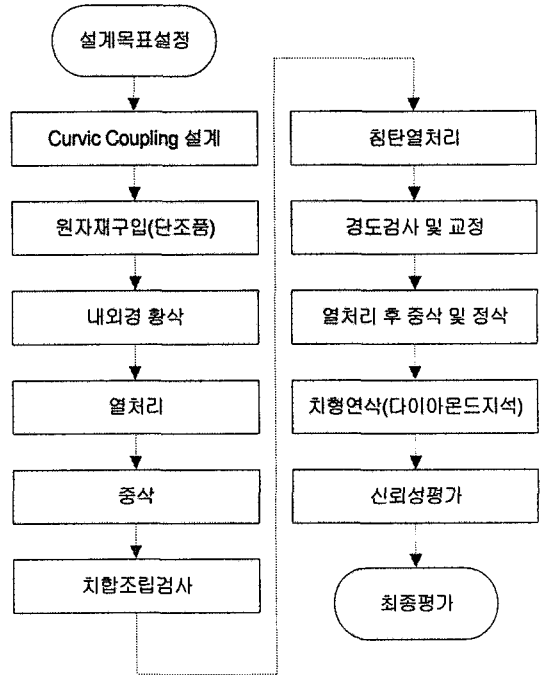 설계목표설정
Curvic Coupling 설계
원자재구입(단조품)
내외경 황삭
열처리
중삭
치합조립검사
침탄열처리
경도검사 및 교정
열처리 후 중삭 및 정삭
치형연삭(다이아몬드지석)
신뢰성평가
최종평가